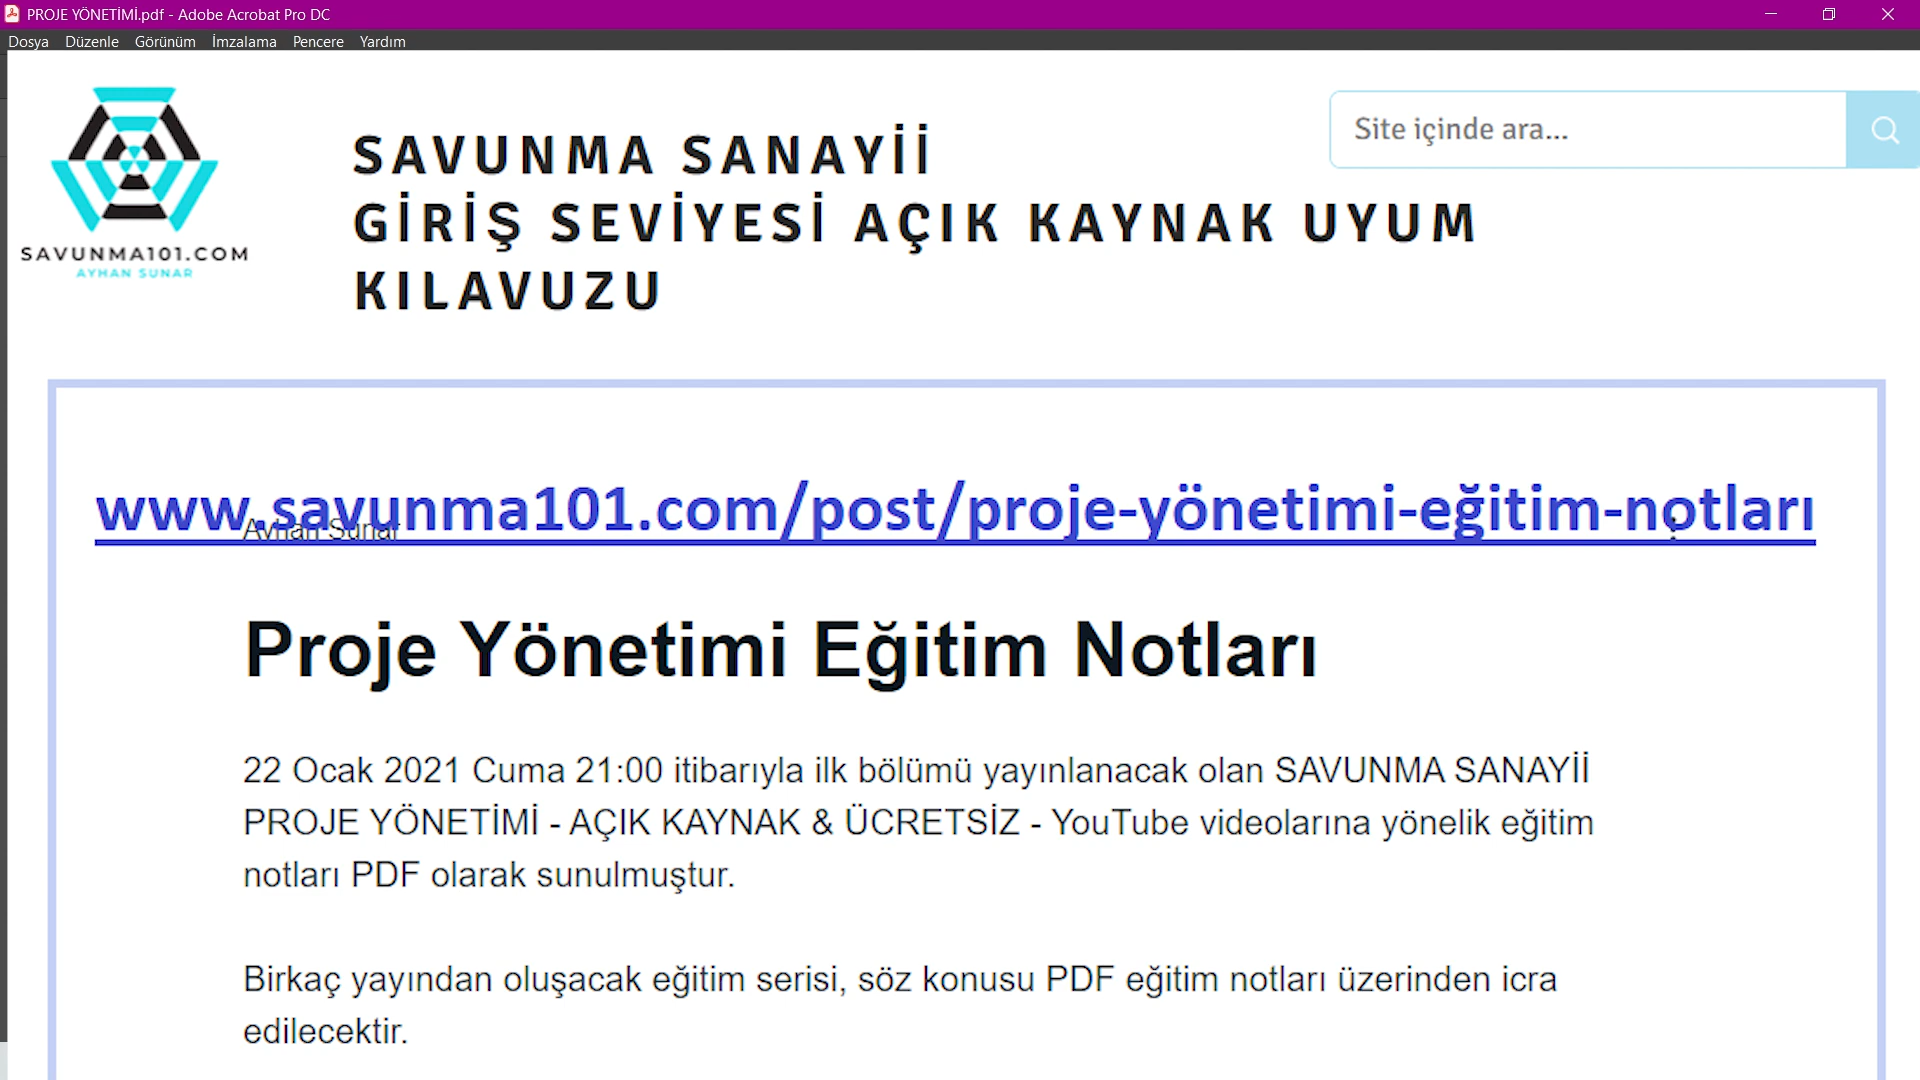 PROJE YÖNETİMİ.pdf - Adobe Acrobat Pro DC
Dosya Düzenle Görünüm İmzalama Pencere Yardım
SAVUNMA101.COM
AYHAN SUNAR
SAVUNMA SANAYİİ
GİRİŞ SEVİYESİ AÇIK KAYNAK UYUM
KILAVUZU
Site içinde ara...
www.savunma101.com/post/proje-yönetimi-eğitim-notları
Ayhan Sunar
Proje Yönetimi Eğitim Notları
22 Ocak 2021 Cuma 21:00 itibarıyla ilk bölümü yayınlanacak olan SAVUNMA SANAYİİ
PROJE YÖNETİMİ - AÇIK KAYNAK & ÜCRETSİZ - YouTube videolarına yönelik eğitim
notları PDF olarak sunulmuştur.
Birkaç yayından oluşacak eğitim serisi, söz konusu PDF eğitim notları üzerinden icra
edilecektir.